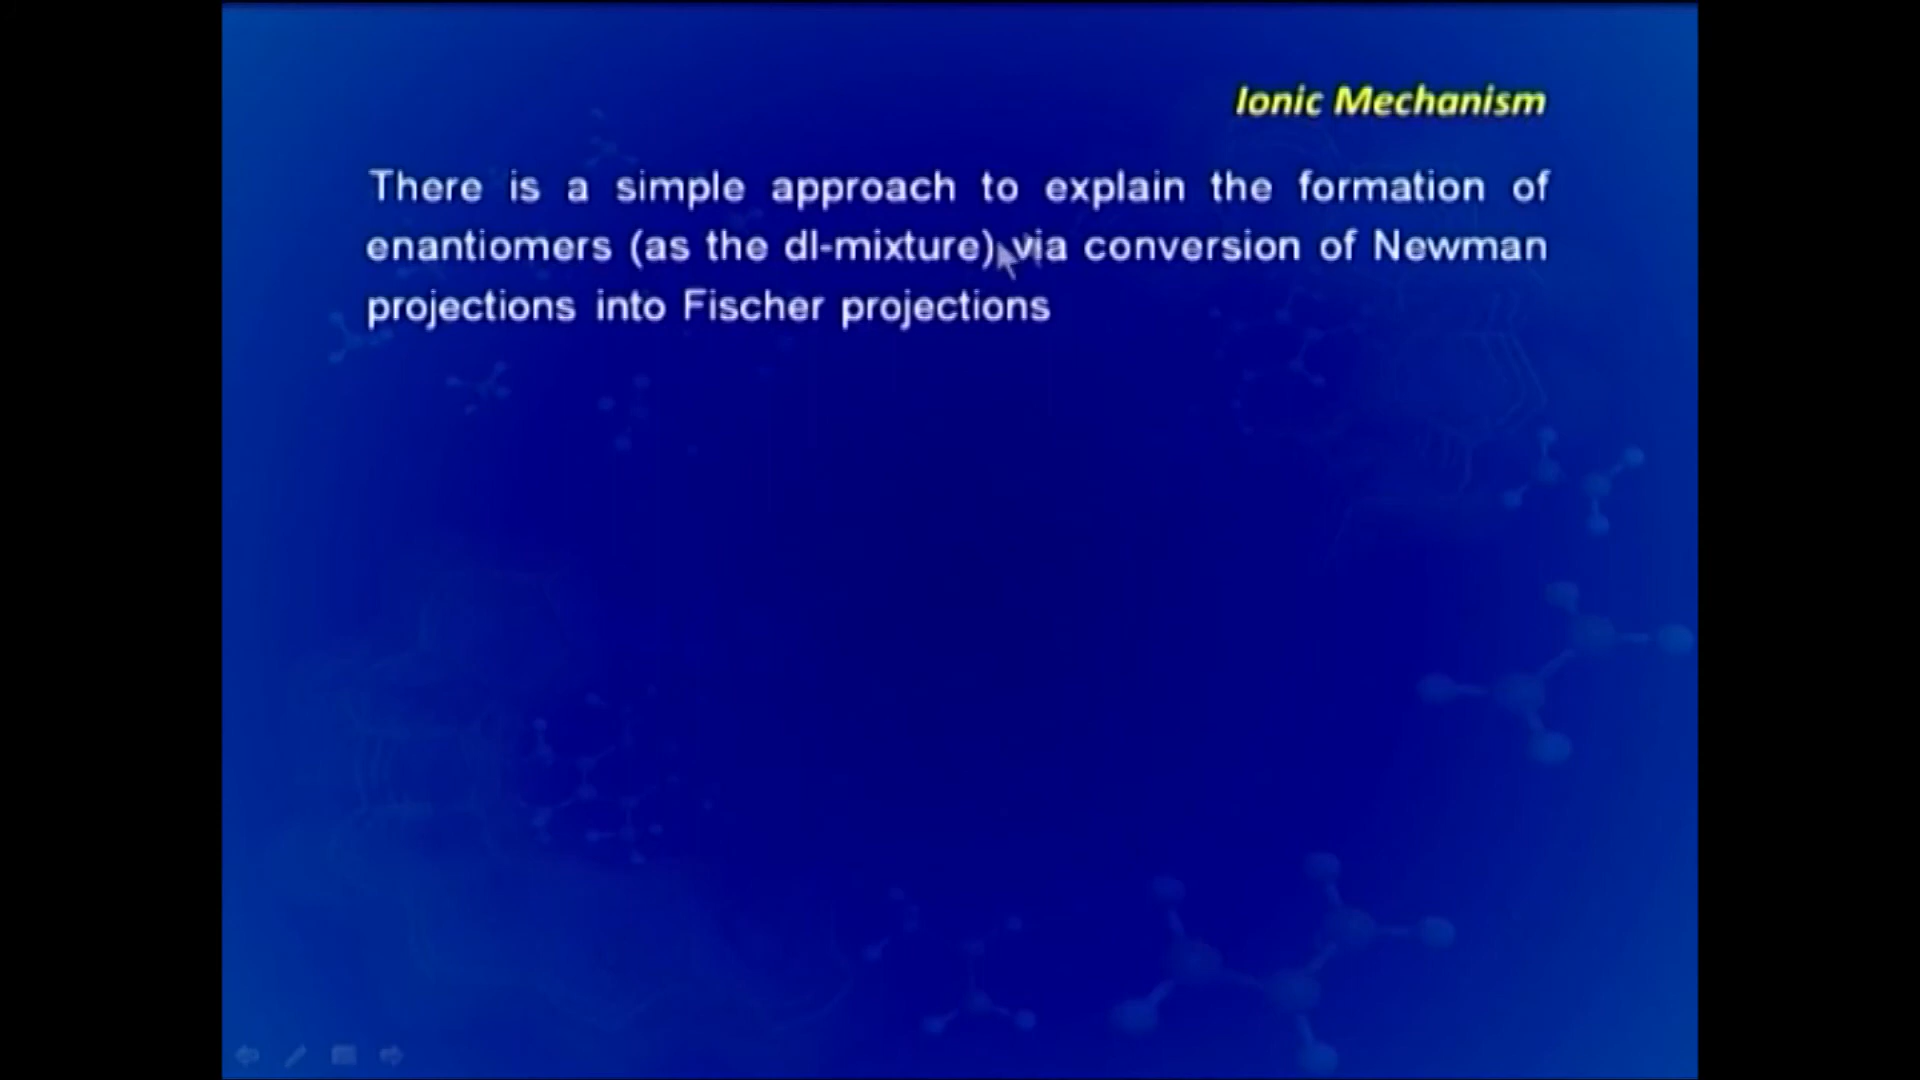 Ionic Mechanism
There is a simple approach to explain the formation of
enantiomers (as the dl-mixture) via conversion of Newman
projections into Fischer projections